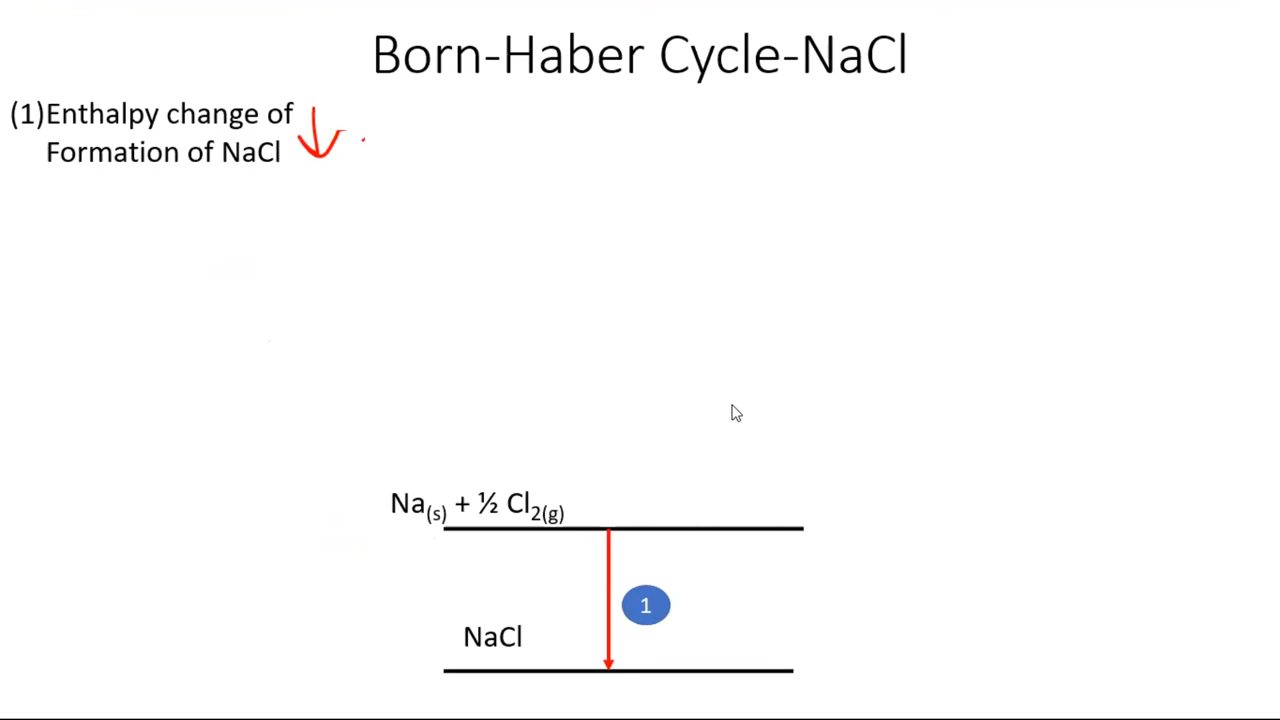 Born-Haber Cycle-NaCl
(1)Enthalpy change of
Formation of NaCl
Na(s) + ½ Cl2(g)
1
NaCl